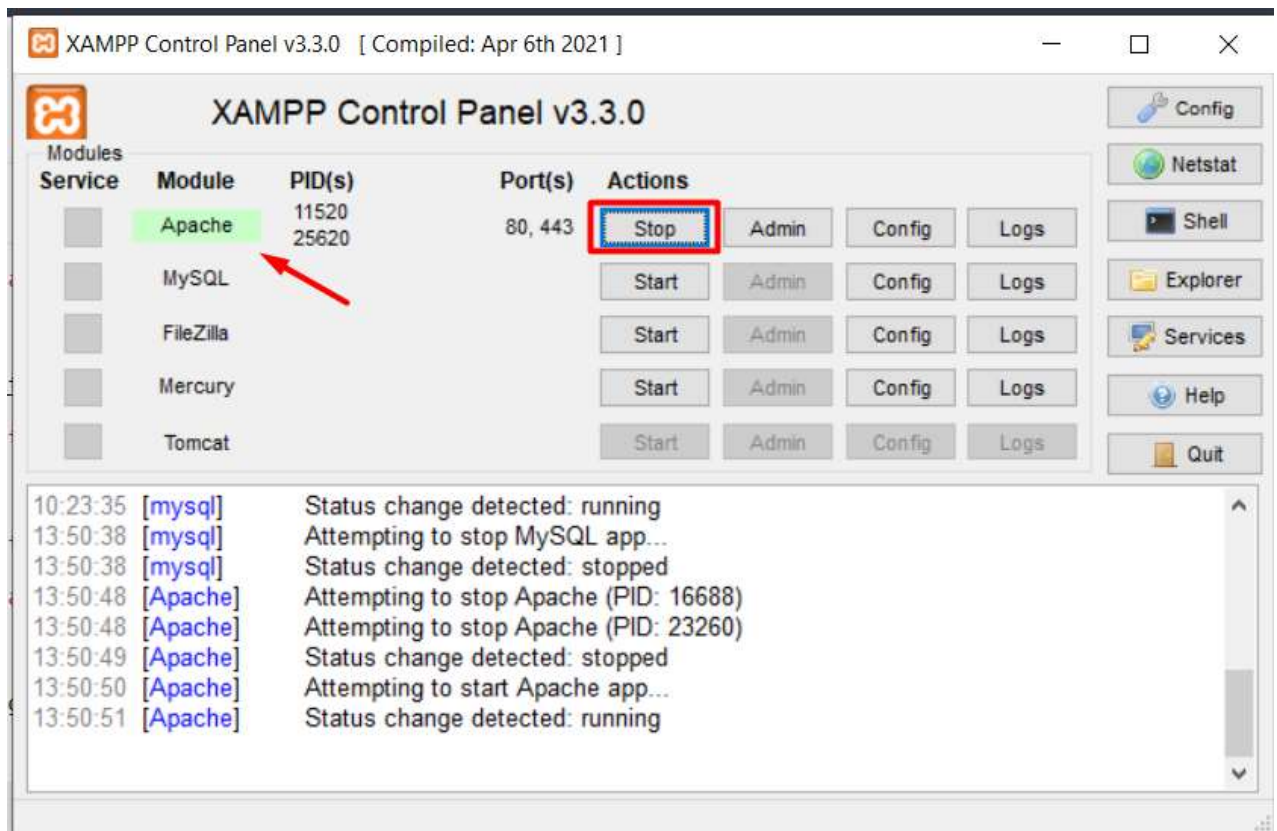 XAMPP Control Panel v3.3.0 [ Compiled: Apr 6th 2021 ]
XAMPP Control Panel v3.3.0
Config
Modules
Service Module PID(s) Port(s) Actions
Netstat
Apache 11520 25620 80, 443 Stop Admin Config Logs
Shell
MySQL Start Admin Config Logs
Explorer
FileZilla Start Admin Config Logs
Services
Mercury Start Admin Config Logs
Help
Tomcat Start Admin Config Logs
Quit
10:23:35 [mysql] Status change detected: running
13:50:38 [mysql] Attempting to stop MySQL app...
13:50:38 [mysql] Status change detected: stopped
13:50:48 [Apache] Attempting to stop Apache (PID: 16688)
13:50:48 [Apache] Attempting to stop Apache (PID: 23260)
13:50:49 [Apache] Status change detected: stopped
13:50:50 [Apache] Attempting to start Apache app...
13:50:51 [Apache] Status change detected: running